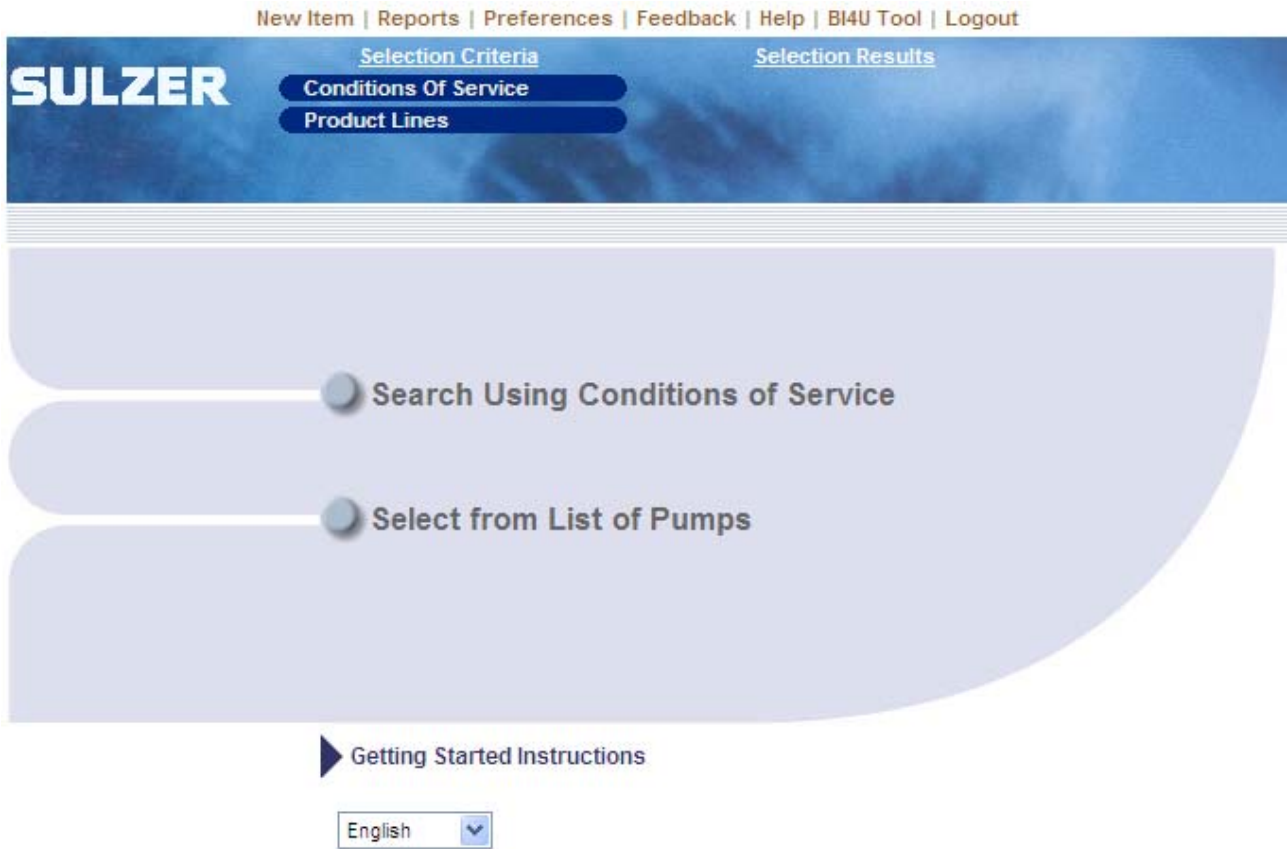 New Item | Reports | Preferences | Feedback | Help | BI4U Tool | Logout
SULZER
Selection Criteria
Selection Results
Conditions Of Service
Product Lines
Search Using Conditions of Service
Select from List of Pumps
Getting Started Instructions
English